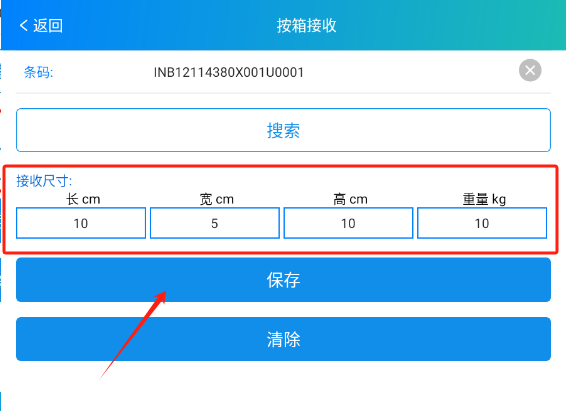 返回 按箱接收
条码: INB12114380X001U0001
搜索
接收尺寸:
长 cm 宽 cm 高 cm 重量 kg
10 5 10 10
保存
清除